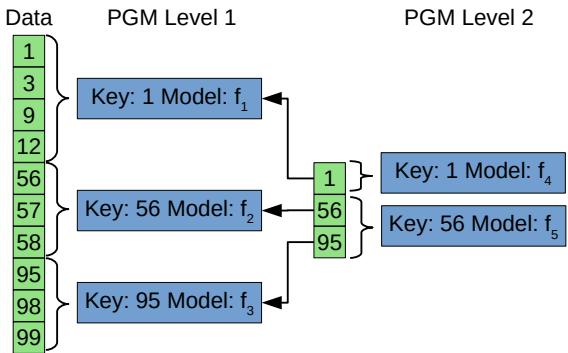 Data PGM Level 1 PGM Level 2
1
3
9
12
56
57
58
95
98
99
Key: 1 Model: f₁
Key: 56 Model: f₂
Key: 95 Model: f₃
1
56
95
Key: 1 Model: f₄
Key: 56 Model: f₅